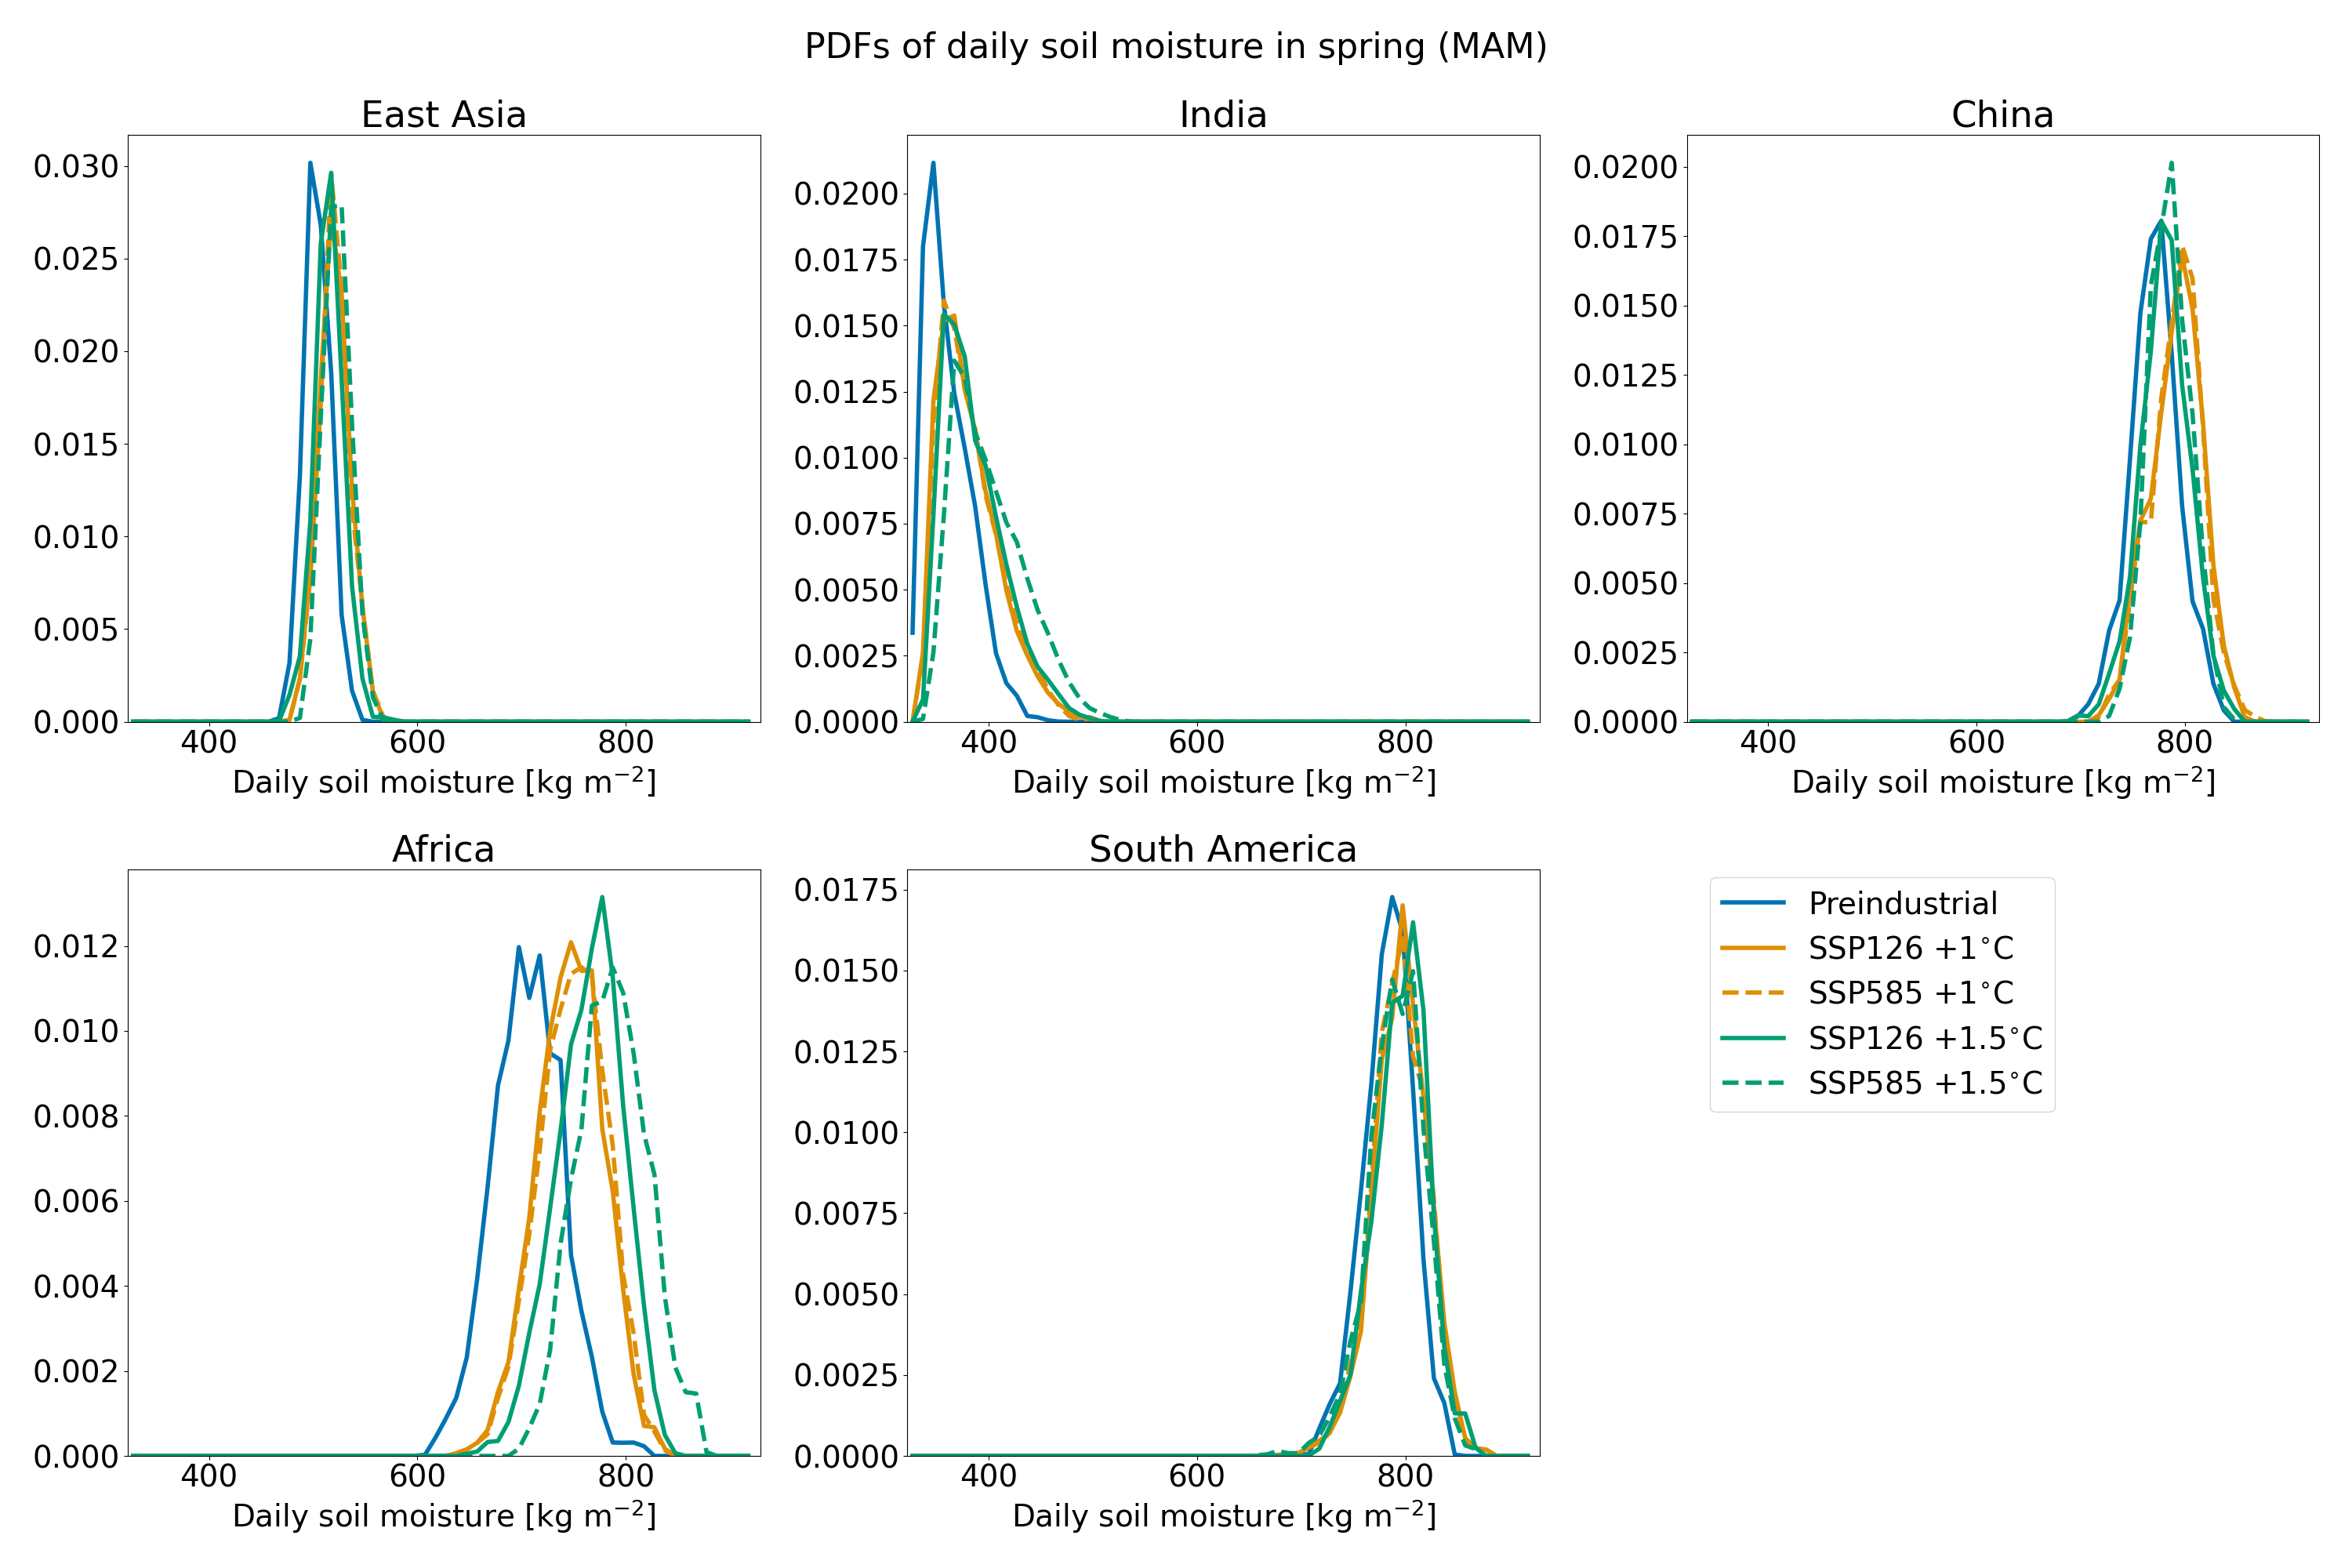 PDFs of daily soil moisture in spring (MAM)
East Asia
0.030
0.025
0.020
0.015
0.010
0.005
0.000
400 600 800
Daily soil moisture [kg m⁻²]
India
0.0200
0.0175
0.0150
0.0125
0.0100
0.0075
0.0050
0.0025
0.0000
400 600 800
Daily soil moisture [kg m⁻²]
China
0.0200
0.0175
0.0150
0.0125
0.0100
0.0075
0.0050
0.0025
0.0000
400 600 800
Daily soil moisture [kg m⁻²]
Africa
0.012
0.010
0.008
0.006
0.004
0.002
0.000
400 600 800
Daily soil moisture [kg m⁻²]
South America
0.0175
0.0150
0.0125
0.0100
0.0075
0.0050
0.0025
0.0000
400 600 800
Daily soil moisture [kg m⁻²]
Preindustrial
SSP126 +1°C
SSP585 +1°C
SSP126 +1.5°C
SSP585 +1.5°C